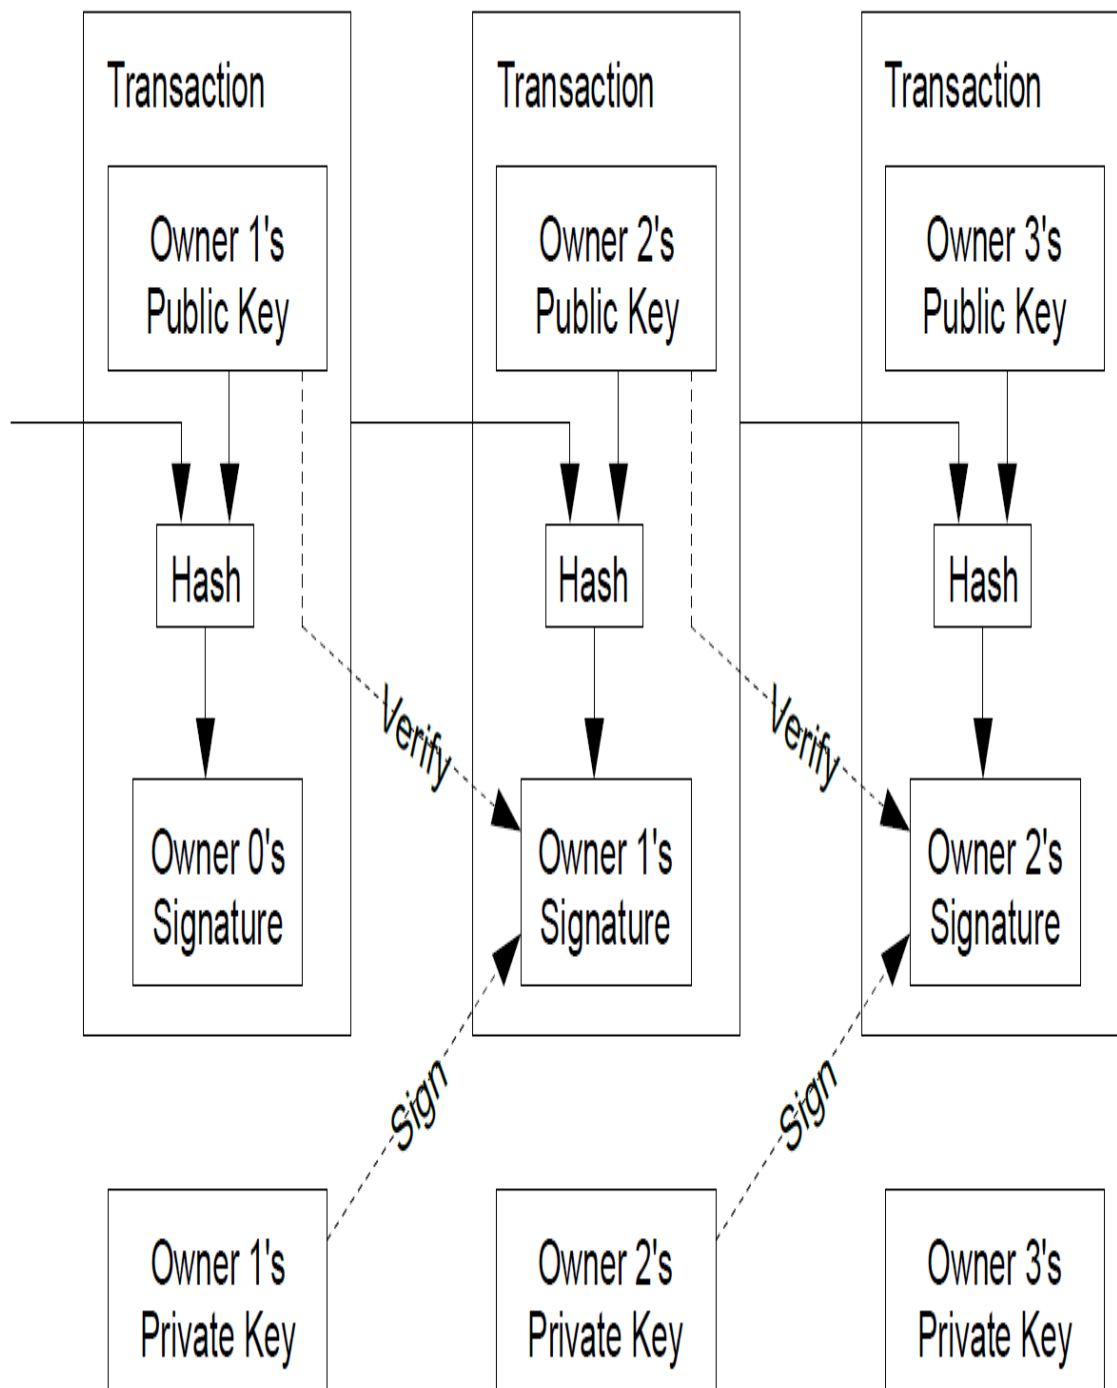 Transaction
Transaction
Transaction
Owner 1's
Public Key
Owner 2's
Public Key
Owner 3's
Public Key
Hash
Hash
Hash
Verify
Verify
Owner 0's
Signature
Owner 1's
Signature
Owner 2's
Signature
Sign
Sign
Owner 1's
Private Key
Owner 2's
Private Key
Owner 3's
Private Key